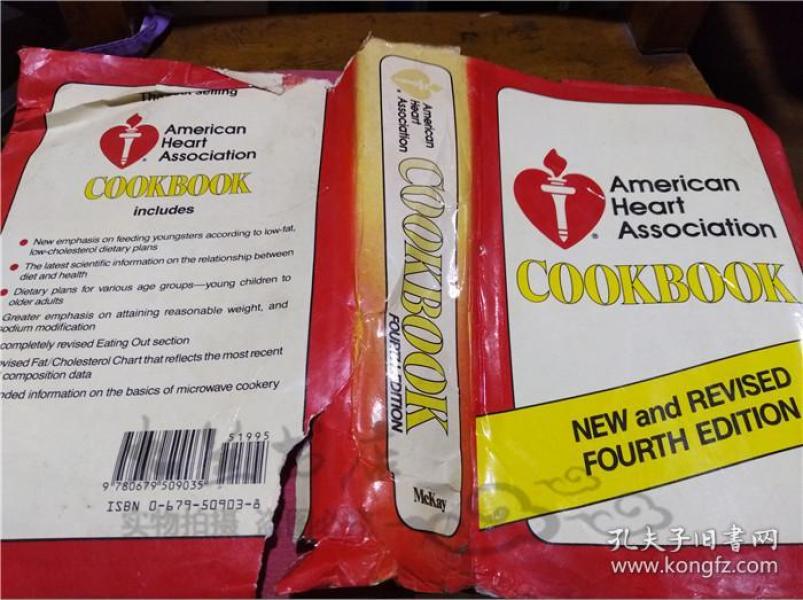 The best selling
American
Heart
Association
COOKBOOK
includes
New emphasis on feeding youngsters according to low-fat,
low-cholesterol dietary plans
The latest scientific information on the relationship between
diet and health
Dietary plans for various age groups—young children to
older adults
Greater emphasis on attaining reasonable weight, and
sodium modification
completely revised Eating Out section
vised Fat/Cholesterol Chart that reflects the most recent
composition data
nded information on the basics of microwave cookery
51995
9 780679 509035
ISBN 0-679-50903-8
American
Heart
Association
COOKBOOK
FOURTH EDITION
McKay
American
Heart
Association
COOKBOOK
NEW and REVISED
FOURTH EDITION
实物拍摄
孔夫子旧书网
www.kongfz.com